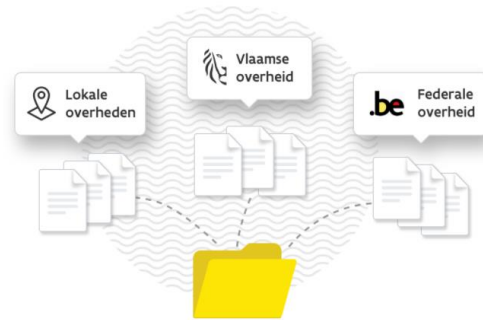 Lokale
overheden
Vlaamse
overheid
.be
Federale
overheid